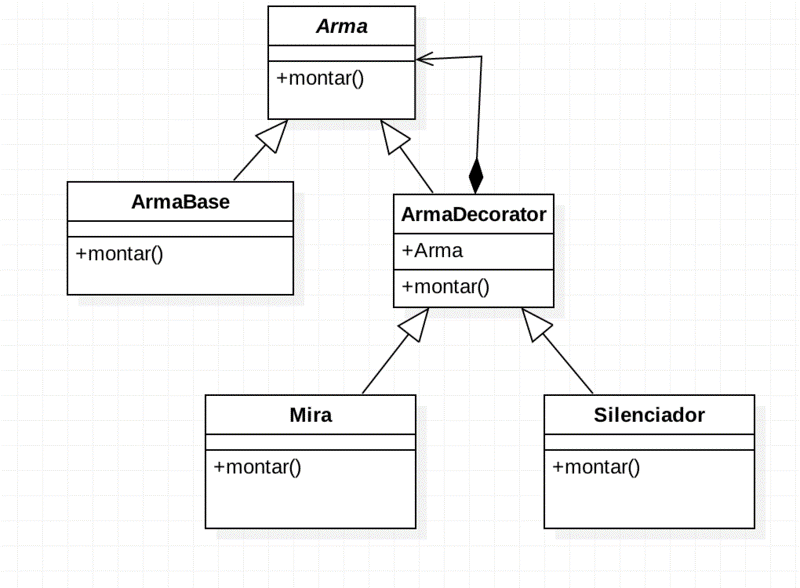 Arma
+montar()
ArmaBase
+montar()
ArmaDecorator
+Arma
+montar()
Mira
+montar()
Silenciador
+montar()